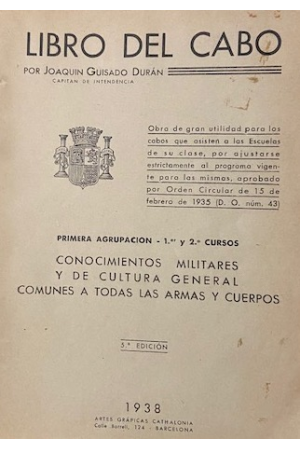 LIBRO DEL CABO
POR JOAQUIN GUISADO DURÁN
CAPITAN DE INTENDENCIA
Obra de gran utilidad para los
cabos que asisten a las Escuelas
de su clase, por ajustarse
estrictamente al programa vigen-
te para las mismas, aprobado
por Orden Circular de 15 de
febrero de 1935 (D. O. núm. 43)
PRIMERA AGRUPACION - 1.er y 2.º CURSOS
CONOCIMIENTOS MILITARES
Y DE CULTURA GENERAL
COMUNES A TODAS LAS ARMAS Y CUERPOS
5.ª EDICIÓN
1938
ARTES GRÁFICAS CATHALONIA
Calle Borrell, 124 - BARCELONA